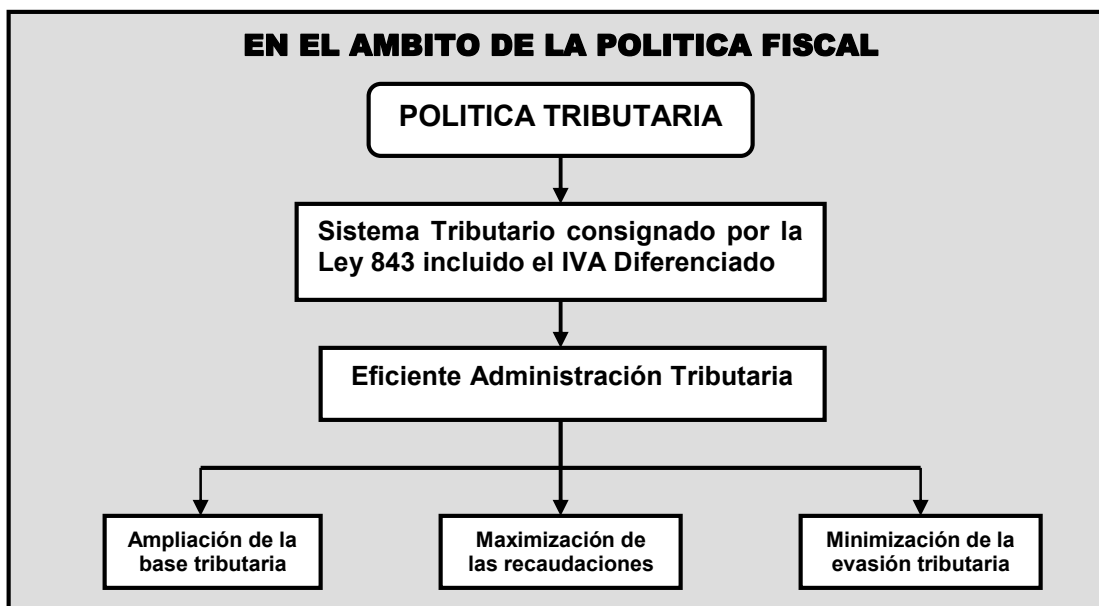 EN EL AMBITO DE LA POLITICA FISCAL
POLITICA TRIBUTARIA
Sistema Tributario consignado por la
Ley 843 incluido el IVA Diferenciado
Eficiente Administración Tributaria
Ampliación de la
base tributaria
Maximización de
las recaudaciones
Minimización de la
evasión tributaria